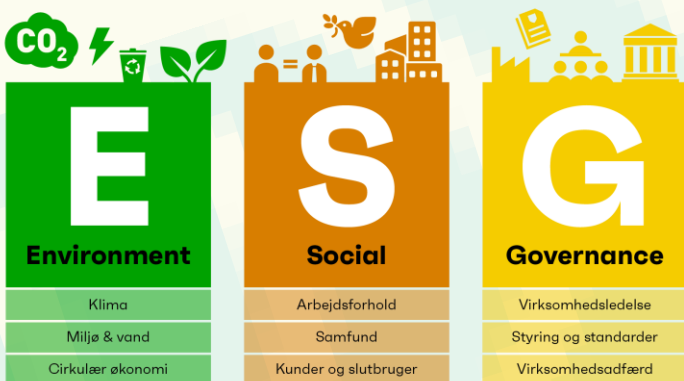 CO₂
E
Environment
Klima
Miljø & vand
Cirkulær økonomi
S
Social
Arbejdsforhold
Samfund
Kunder og slutbruger
G
Governance
Virksomhedsledelse
Styring og standarder
Virksomhedsadfærd